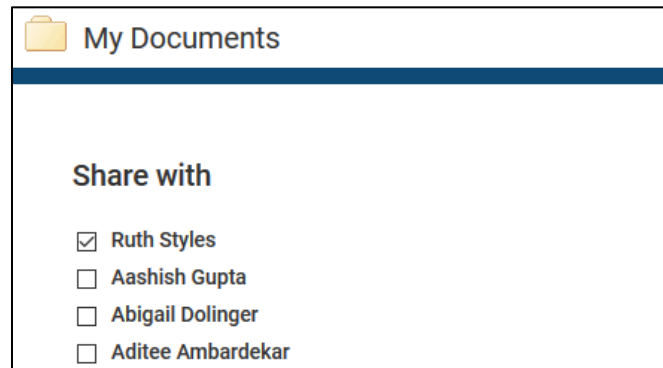 My Documents
Share with
Ruth Styles
Aashish Gupta
Abigail Dolinger
Aditee Ambardekar